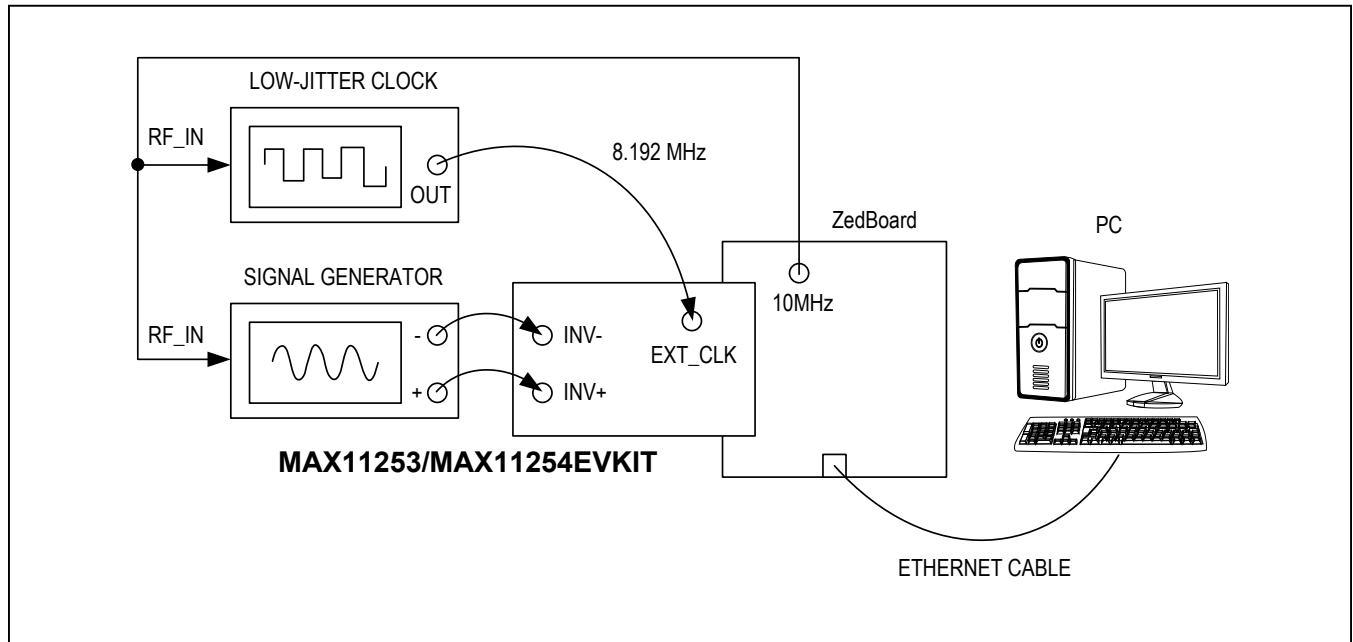 LOW-JITTER CLOCK
RF_IN
OUT
8.192 MHz
ZedBoard
PC
10MHz
SIGNAL GENERATOR
RF_IN
-
+
INV-
INV+
EXT_CLK
MAX11253/MAX11254EVKIT
ETHERNET CABLE